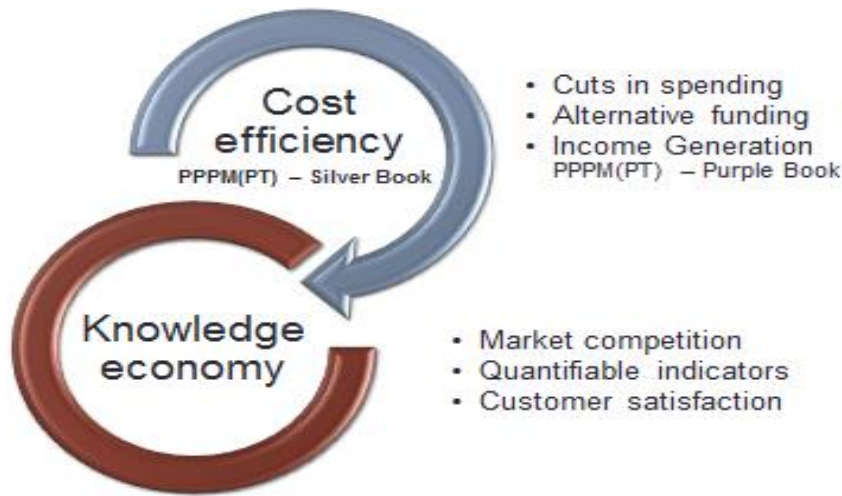 Cost
efficiency
PPPM(PT) – Silver Book
• Cuts in spending
• Alternative funding
• Income Generation
PPPM(PT) – Purple Book
Knowledge
economy
• Market competition
• Quantifiable indicators
• Customer satisfaction